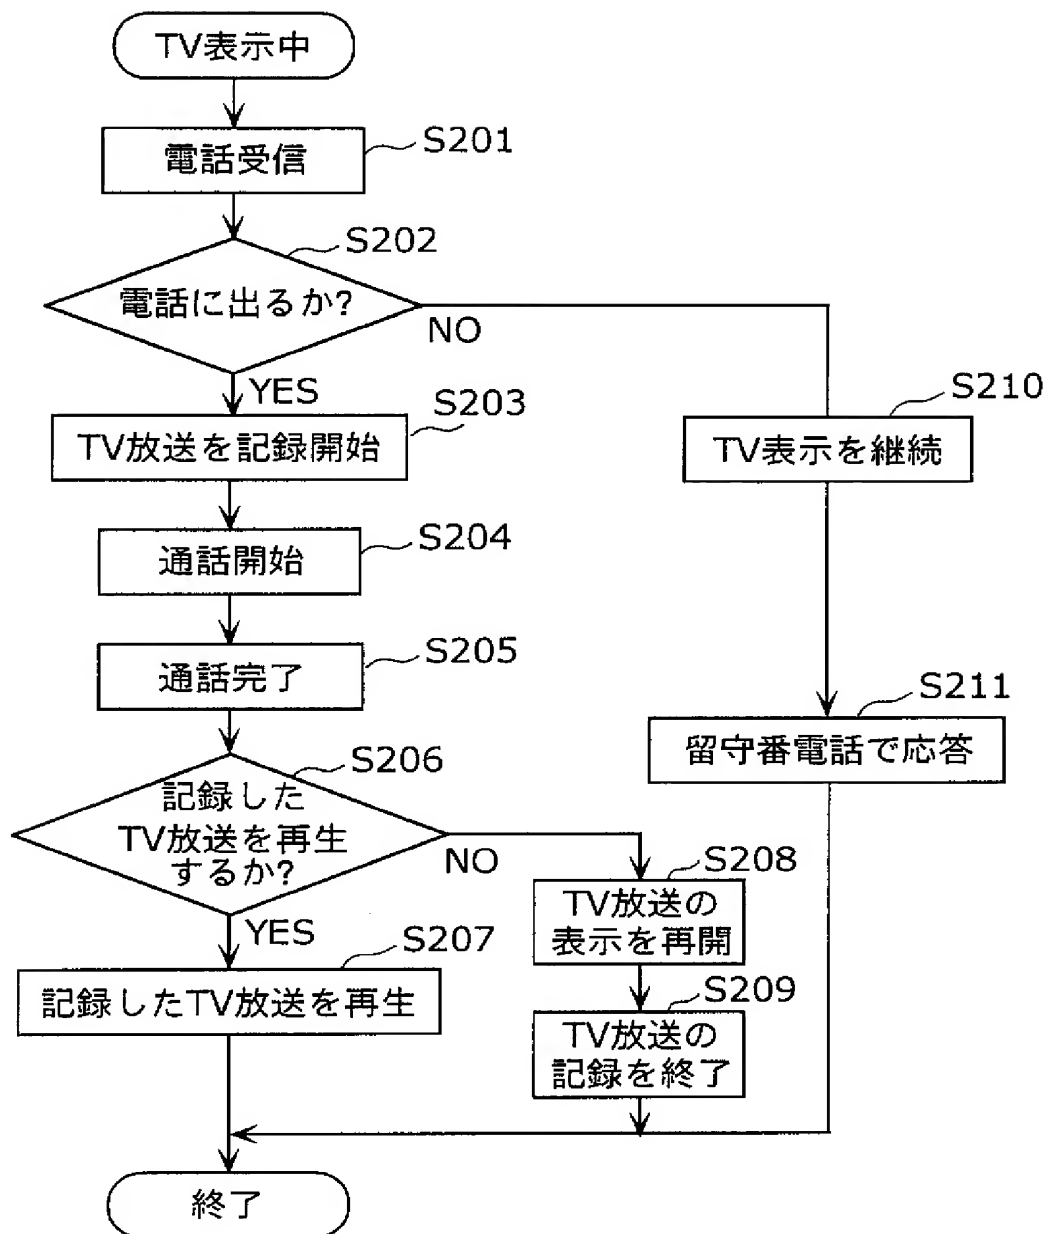 TV表示中
電話受信
S201
電話に出るか?
S202
NO
YES
TV放送を記録開始
S203
TV表示を継続
S210
通話開始
S204
通話完了
S205
留守番電話で応答
S211
記録した
TV放送を再生
するか?
S206
NO
YES
TV放送の
表示を再開
S208
記録したTV放送を再生
S207
TV放送の
記録を終了
S209
終了